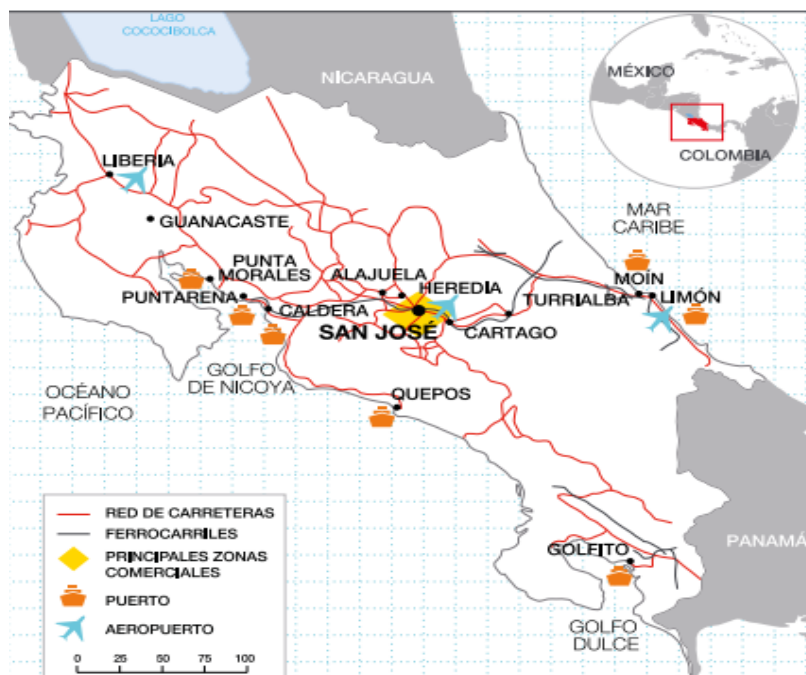 LAGO
COCOCIBOLCA
NICARAGUA
MÉXICO
COLOMBIA
LIBERIA
GUANACASTE
MAR
CARIBE
PUNTA
MORALES
ALAJUELA
HEREDIA
MOÍN
LIMÓN
PUNTARENA
CALDERA
TURRIALBA
SAN JOSÉ
CARTAGO
GOLFO
DE NICOYA
OCÉANO
PACÍFICO
QUEPOS
RED DE CARRETERAS
FERROCARRILES
PRINCIPALES ZONAS
COMERCIALES
PUERTO
AEROPUERTO
0 25 50 75 100
GOLFITO
PANAMÁ
GOLFO
DULCE